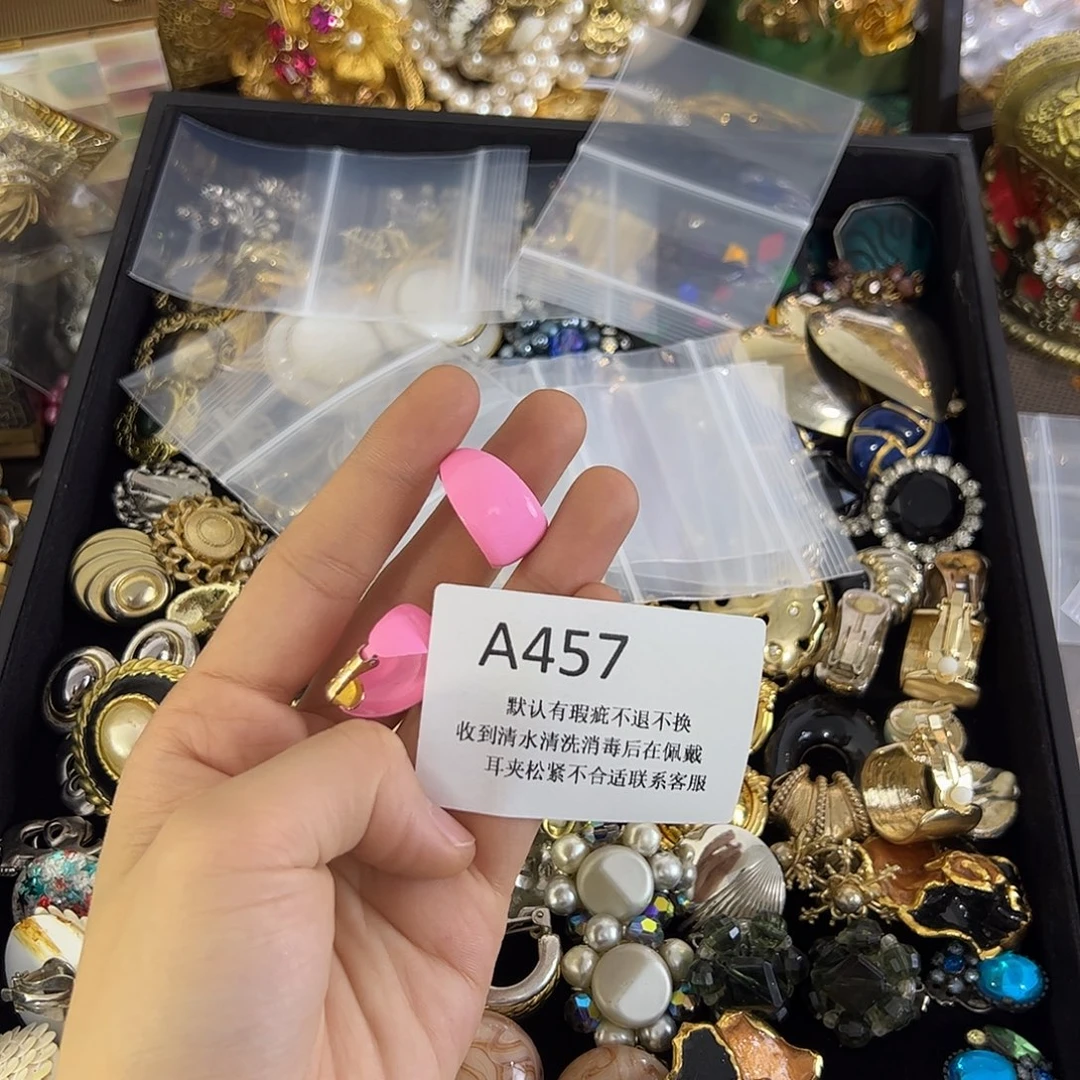 A457
默认有瑕疵不退不换
收到清水清洗消毒后在佩戴
耳夹松紧不合适联系客服